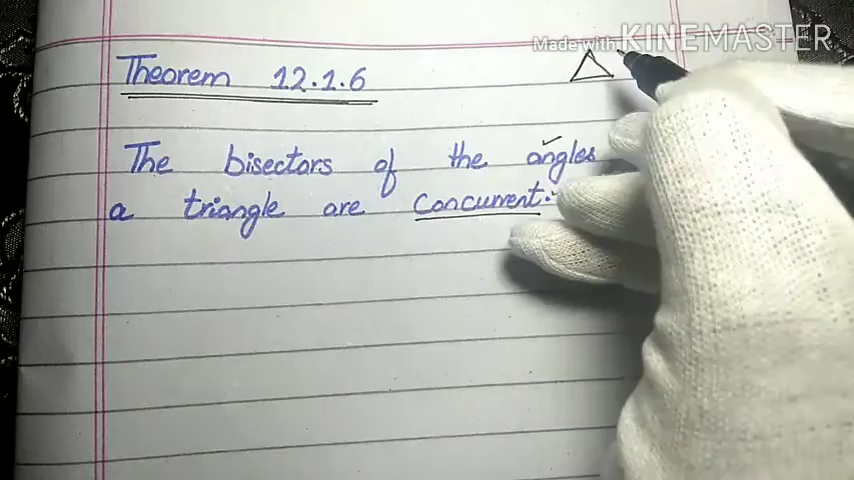 Made with KINEMASTER
Theorem 12.1.6
The bisectors of the angles
a triangle are Concurrent.